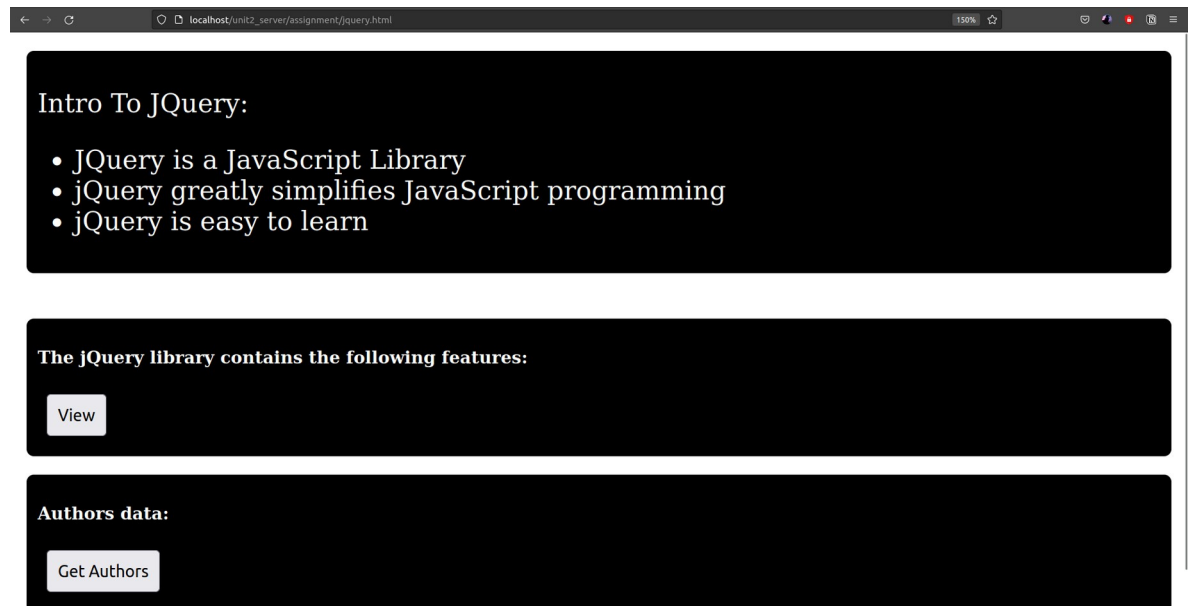 localhost/unit2_server/assignment/jquery.html
150%
Intro To JQuery:
• JQuery is a JavaScript Library
• jQuery greatly simplifies JavaScript programming
• jQuery is easy to learn
The jQuery library contains the following features:
View
Authors data:
Get Authors